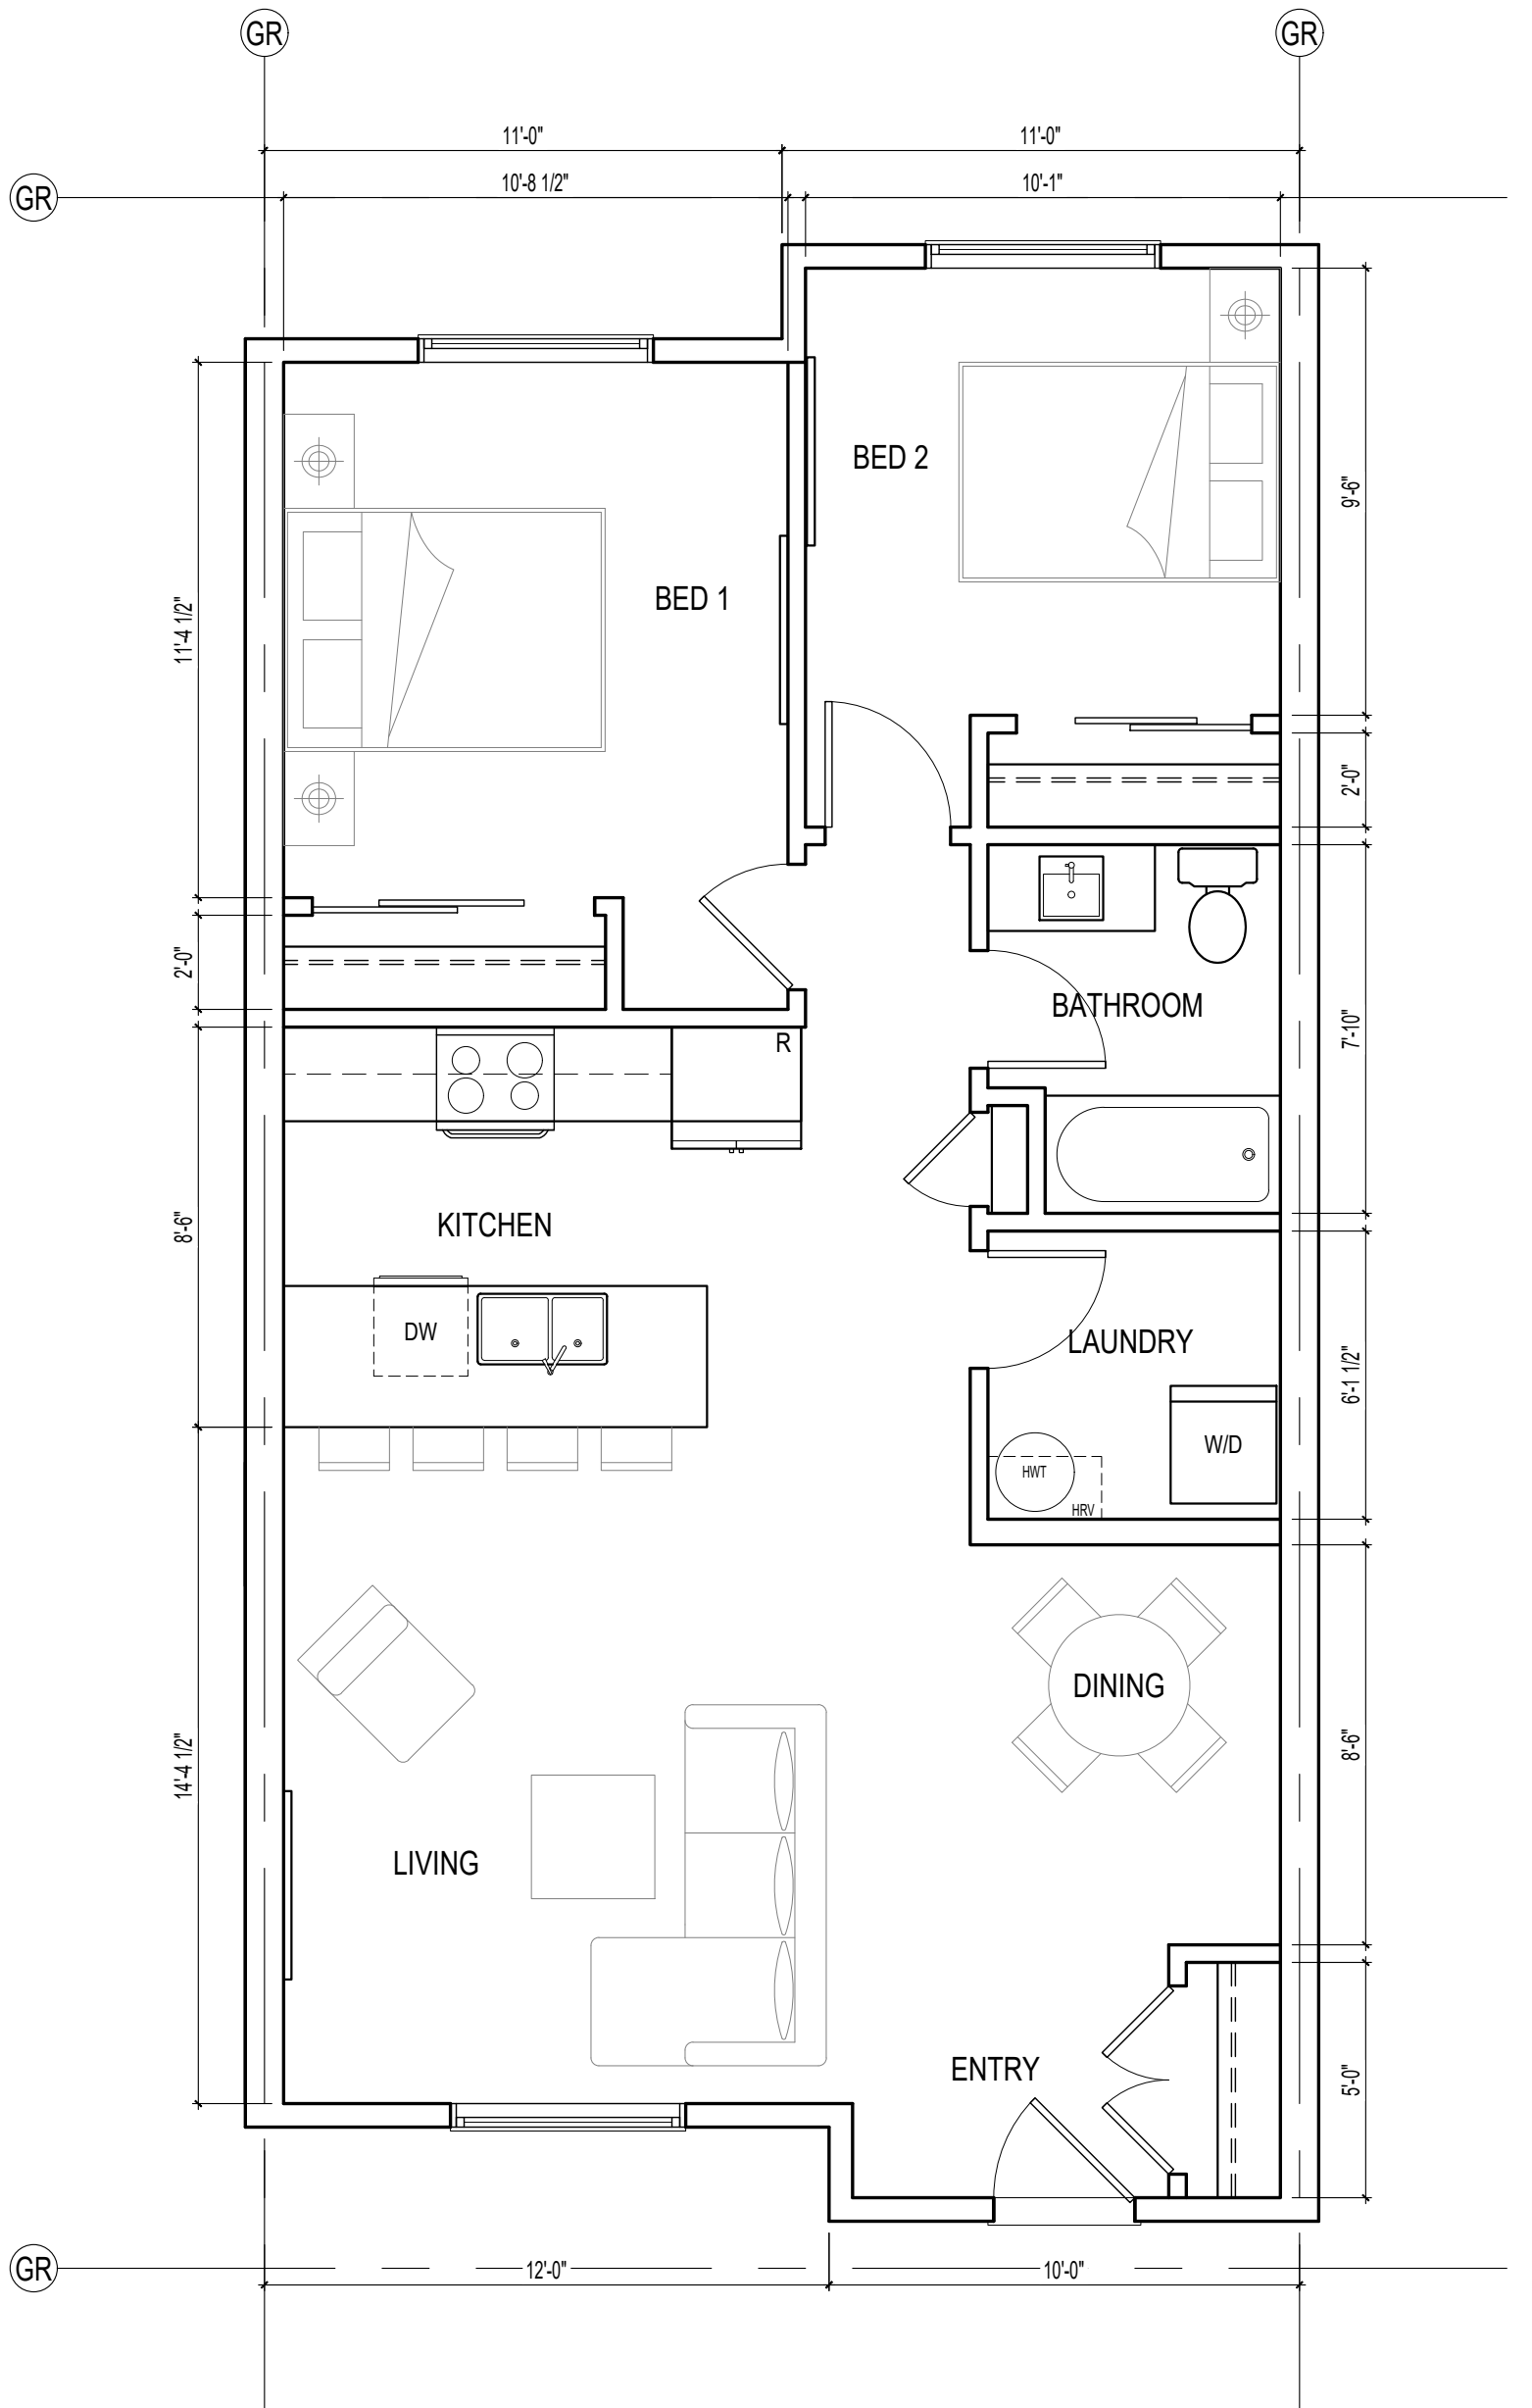 GR
GR
11'-0"
11'-0"
10'-8 1/2"
10'-1"
GR
BED 2
9'-6"
BED 1
11'-4 1/2"
2'-0"
2'-0"
BATHROOM
7'-10"
R
KITCHEN
8'-6"
DW
LAUNDRY
6'-1 1/2"
W/D
HWT
HRV
DINING
8'-6"
14'-4 1/2"
LIVING
ENTRY
5'-0"
GR
12'-0"
10'-0"